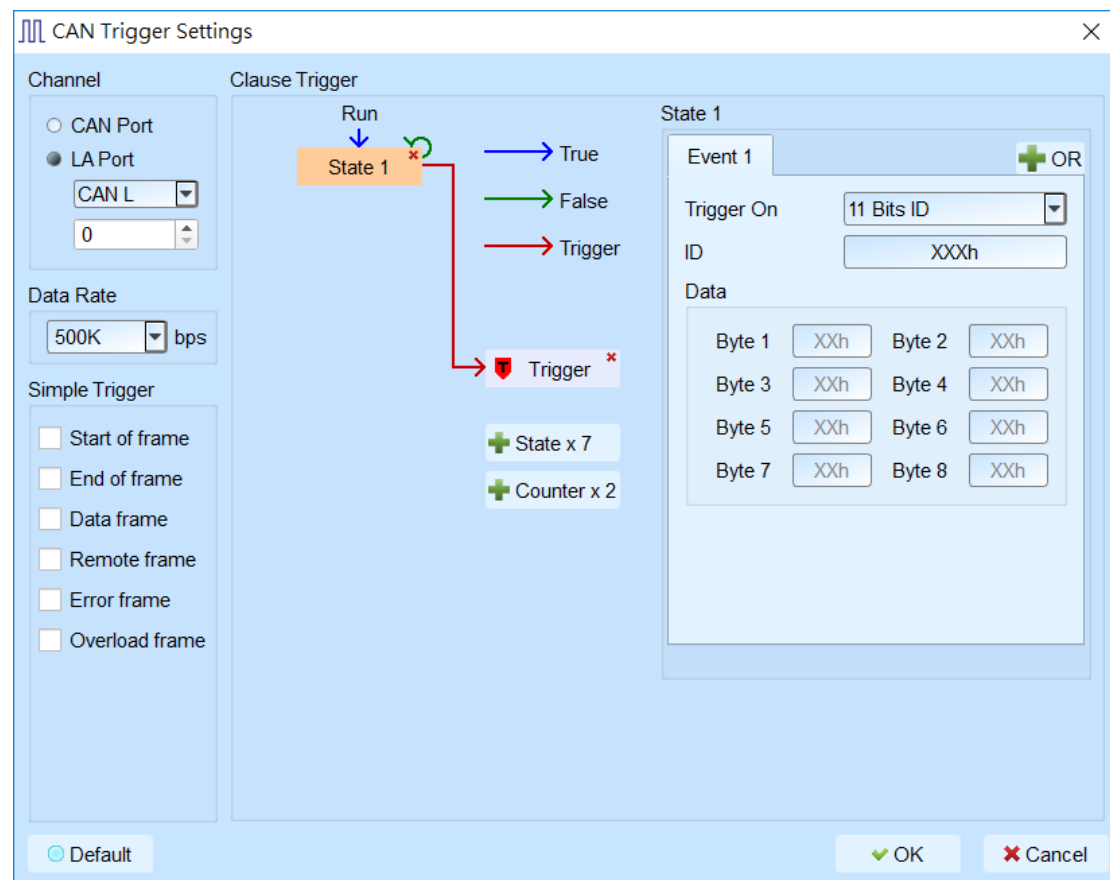 CAN Trigger Settings
Channel
CAN Port
LA Port
CAN L
0
Data Rate
500K bps
Simple Trigger
Start of frame
End of frame
Data frame
Remote frame
Error frame
Overload frame
Clause Trigger
Run
State 1
True
False
Trigger
T Trigger
State x 7
Counter x 2
State 1
Event 1
OR
Trigger On 11 Bits ID
ID XXXh
Data
Byte 1 XXh Byte 2 XXh
Byte 3 XXh Byte 4 XXh
Byte 5 XXh Byte 6 XXh
Byte 7 XXh Byte 8 XXh
Default
OK
Cancel